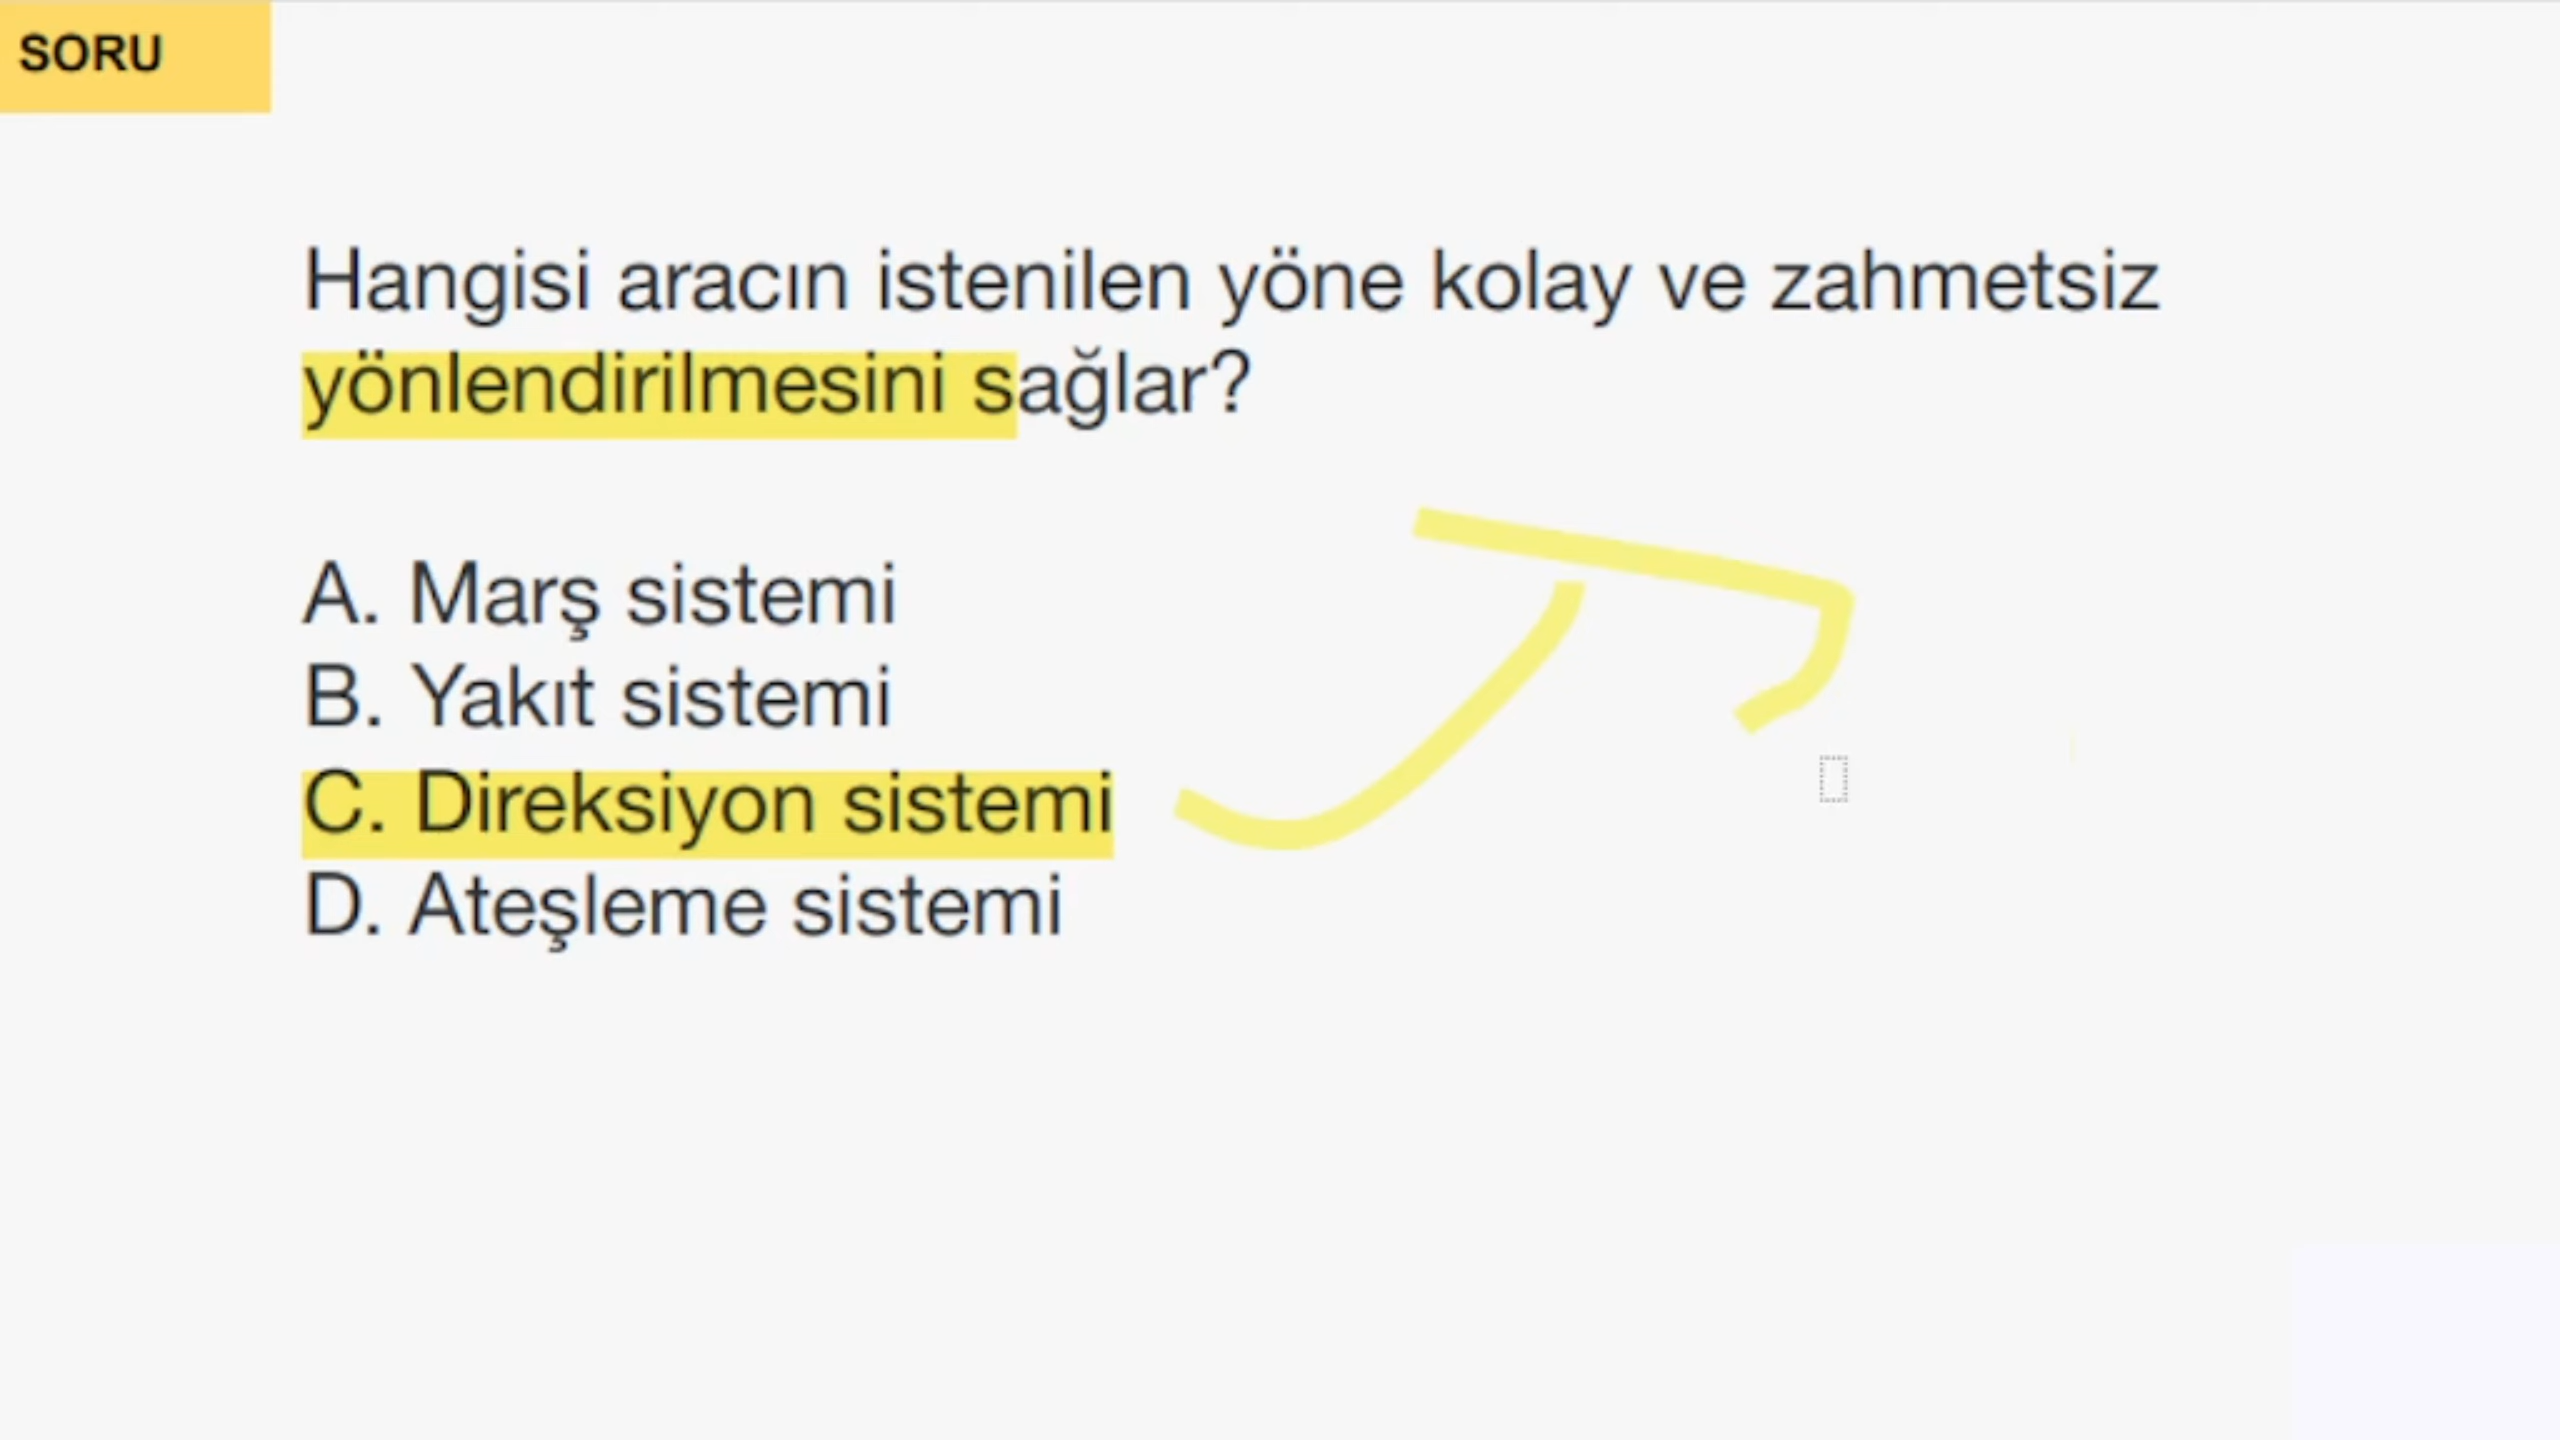 SORU
Hangisi aracın istenilen yöne kolay ve zahmetsiz
yönlendirilmesini sağlar?
A. Marş sistemi
B. Yakıt sistemi
C. Direksiyon sistemi
D. Ateşleme sistemi